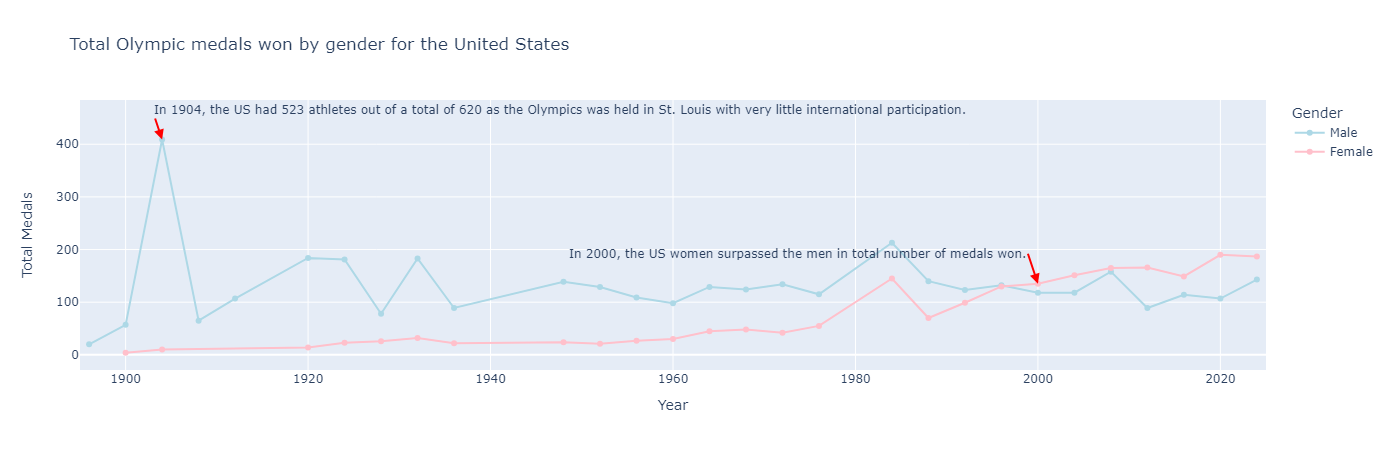 Total Olympic medals won by gender for the United States
In 1904, the US had 523 athletes out of a total of 620 as the Olympics was held in St. Louis with very little international participation.
Gender
Male
Female
400
300
200
In 2000, the US women surpassed the men in total number of medals won.
100
0
Total Medals
1900
1920
1940
1960
1980
2000
2020
Year